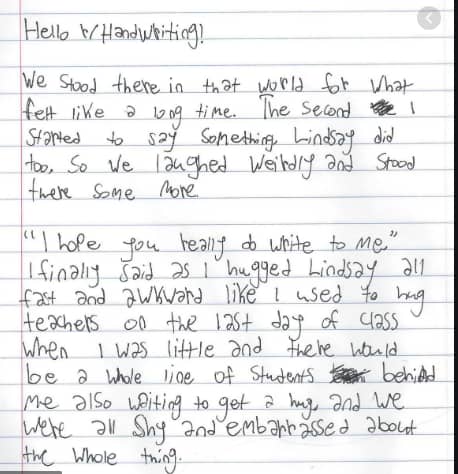 Hello r/Handwriting!
We Stood there in that world for what
felt like a long time. The Second I
Started to say Something, Lindsay did
too, So we laughed Weirdly and Stood
there Some More
"I hope you really do write to me,"
I finally Said as I hugged Lindsay all
fast and awkward like I used to hug
teachers on the last day of class
When I was little and there would
be a whole line of Students behind
me also waiting to get a hug, and we
were all Shy and embarrassed about
the whole thing.